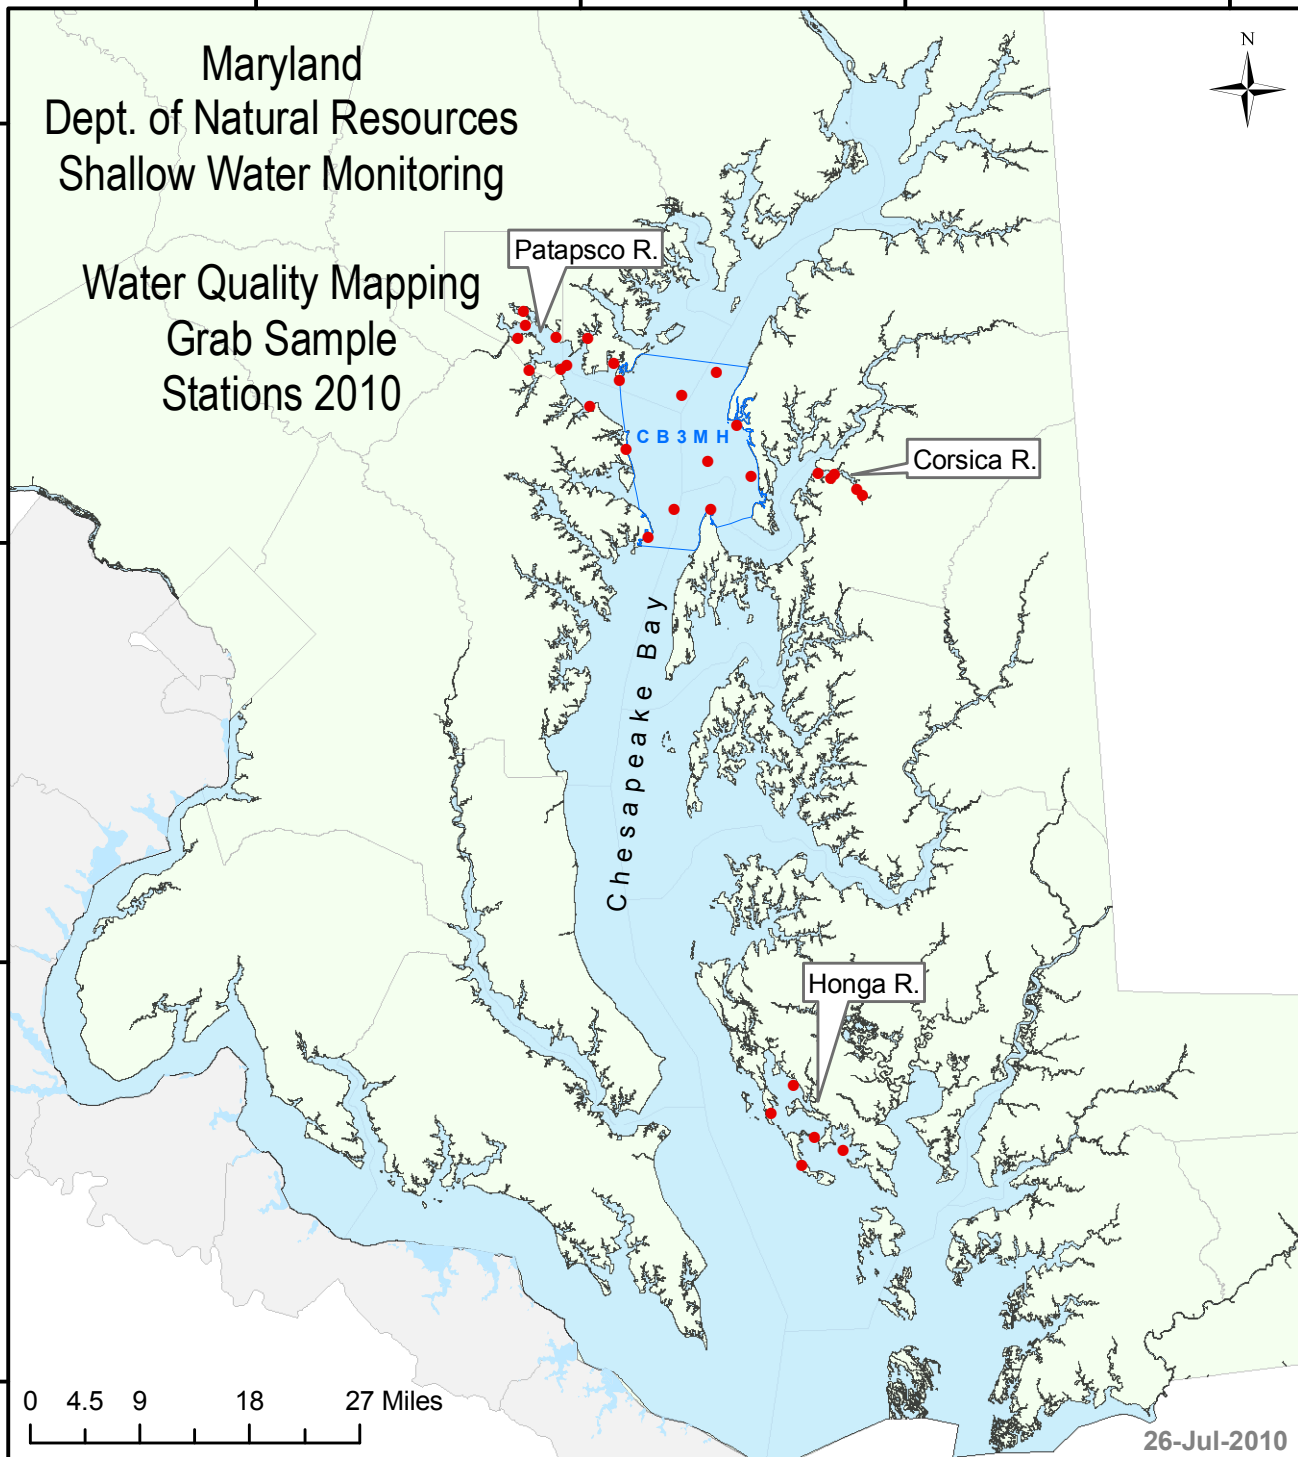 Maryland
Dept. of Natural Resources
Shallow Water Monitoring
Water Quality Mapping
Grab Sample
Stations 2010
N
Patapsco R.
CB3MH
Corsica R.
Chesapeake Bay
Honga R.
0 4.5 9 18 27 Miles
26-Jul-2010